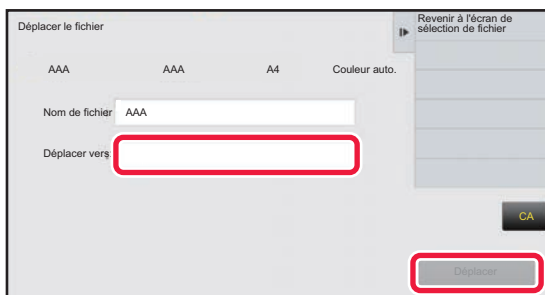 Déplacer le fichier
Revenir à l'écran de
sélection de fichier
AAA AAA A4 Couleur auto.
Nom de fichier AAA
Déplacer vers:
CA
Déplacer